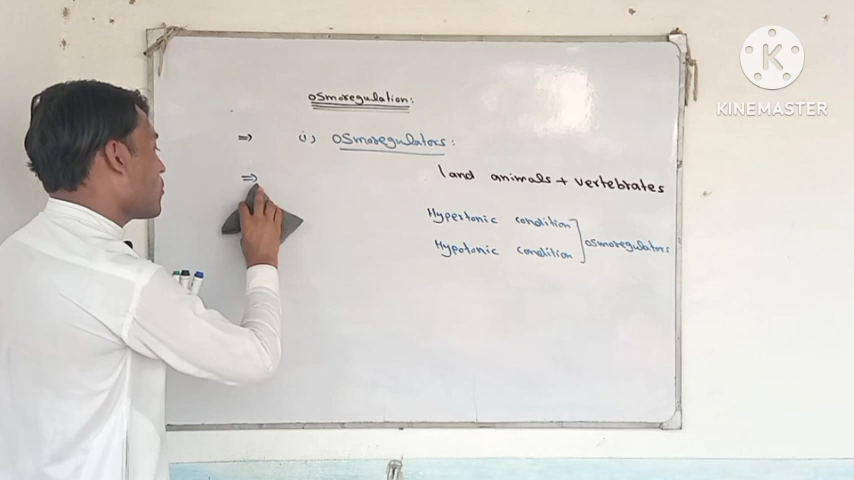 osmoregulation:
⇒ (i) osmoregulators:
⇒ land animals + vertebrates
Hypertonic condition
Hypotonic condition ] osmoregulators
K
KINEMASTER